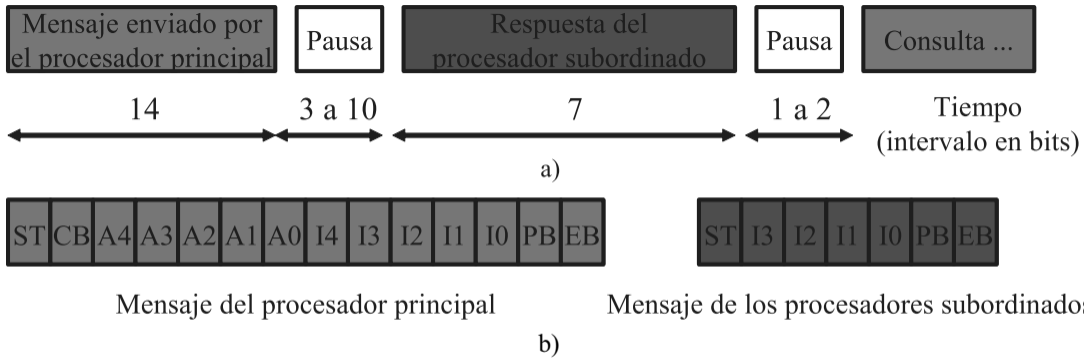 Mensaje enviado por
el procesador principal
Pausa
Respuesta del
procesador subordinado
Pausa
Consulta ...
14
3 a 10
7
1 a 2
Tiempo
(intervalo en bits)
a)
ST CB A4 A3 A2 A1 A0 I4 I3 I2 I1 I0 PB EB
ST I3 I2 I1 I0 PB EB
Mensaje del procesador principal
Mensaje de los procesadores subordinados
b)